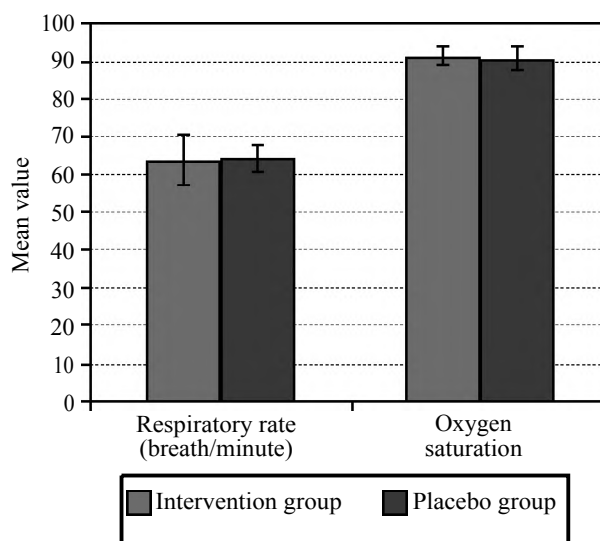 100
90
80
70
60
50
40
30
20
10
0
Mean value
Respiratory rate
(breath/minute)
Oxygen
saturation
Intervention group
Placebo group